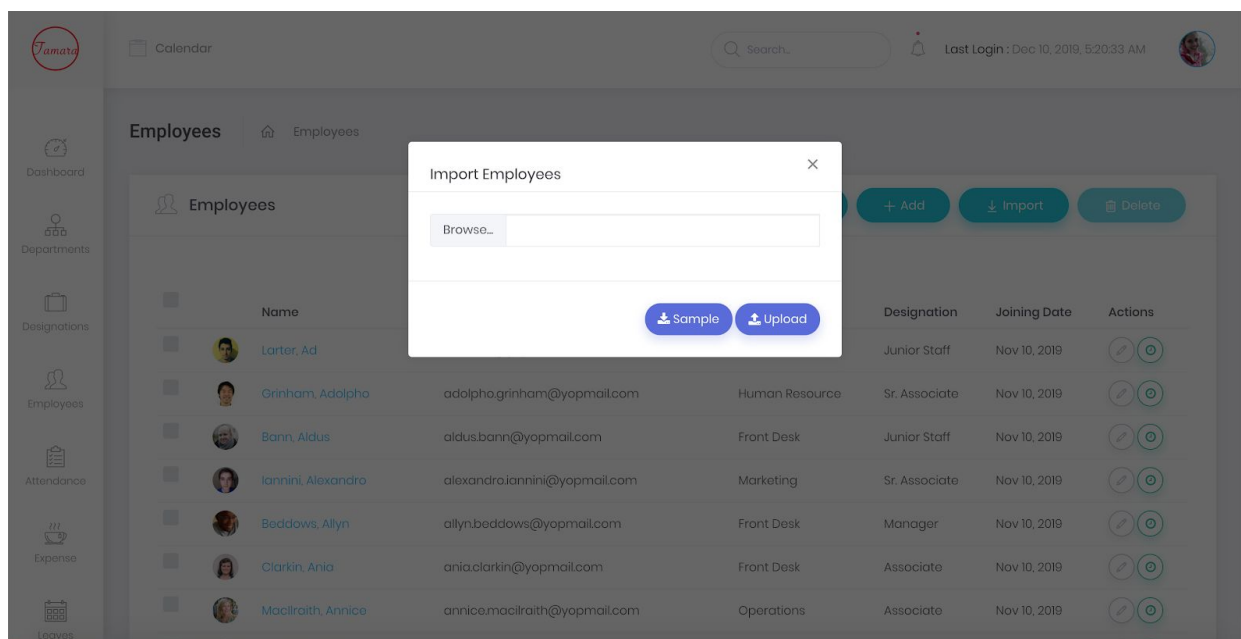 Tamara
Calendar
Search...
Last Login : Dec 10, 2019, 5:20:33 AM
Employees
Employees
Dashboard
Import Employees
×
Employees
+ Add
Import
Delete
Browse...
Departments
Sample
Upload
Name
Designation
Joining Date
Actions
Designations
Larter, Ad
Junior Staff
Nov 10, 2019
Employees
Grinham, Adolpho
adolpho.grinham@yopmail.com
Human Resource
Sr. Associate
Nov 10, 2019
Bann, Aldus
aldus.bann@yopmail.com
Front Desk
Junior Staff
Nov 10, 2019
Attendance
Iannini, Alexandro
alexandro.iannini@yopmail.com
Marketing
Sr. Associate
Nov 10, 2019
Beddows, Allyn
allyn.beddows@yopmail.com
Front Desk
Manager
Nov 10, 2019
Expense
Clarkin, Ania
ania.clarkin@yopmail.com
Front Desk
Associate
Nov 10, 2019
MacIlraith, Annice
annice.macilraith@yopmail.com
Operations
Associate
Nov 10, 2019
Leaves